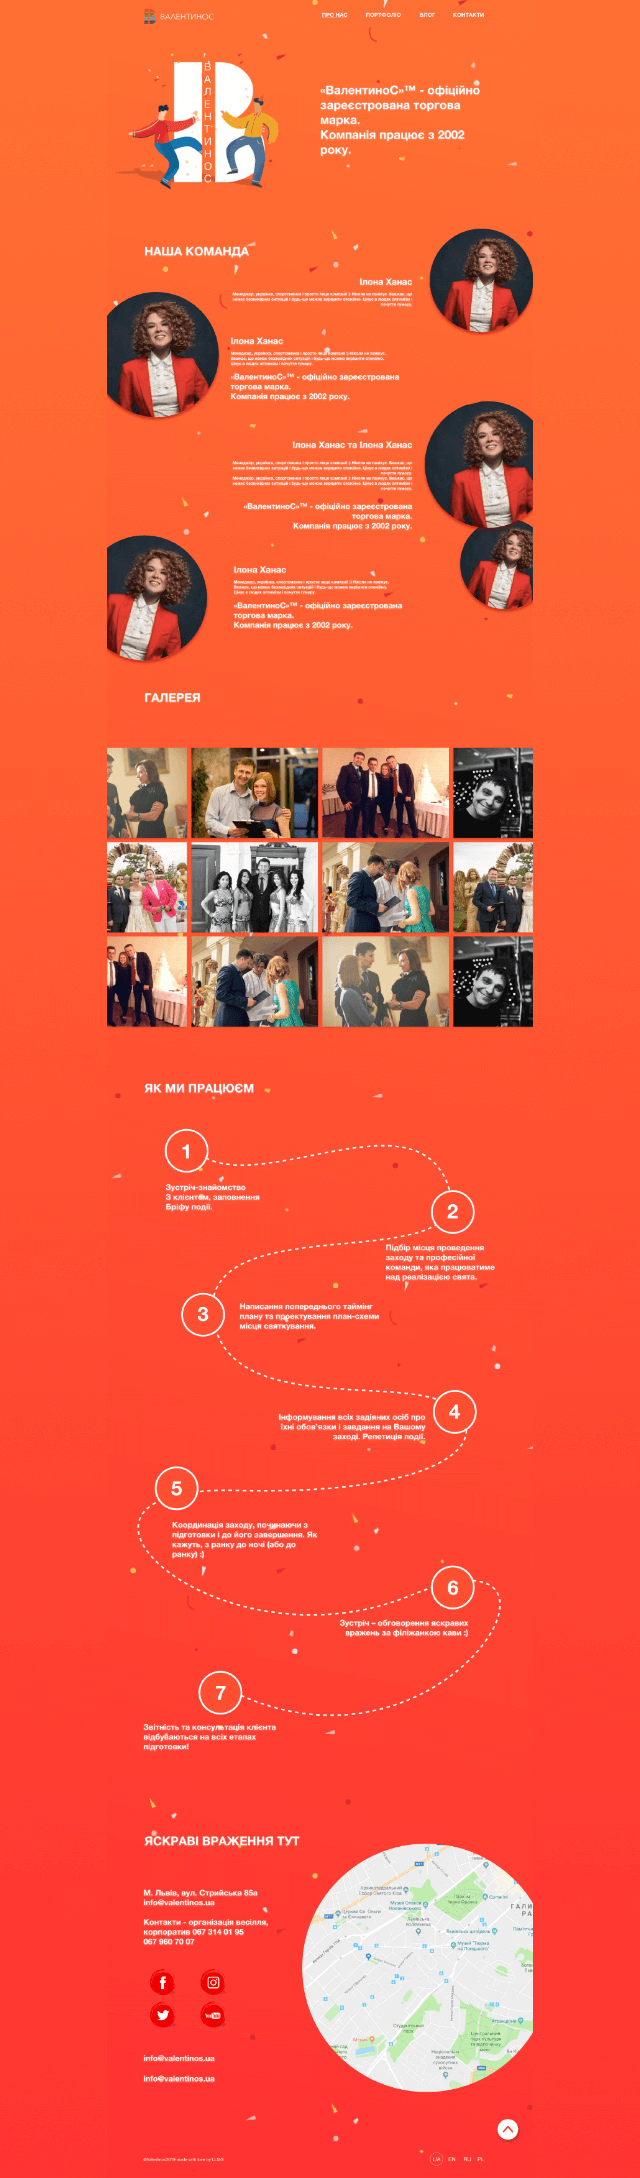 ВАЛЕНТИНОС
ПРО НАС ПОРТФОЛІО БЛОГ КОНТАКТИ
ВАЛЕНТИНОС
«ВалентиноС»™ - офіційно
зареєстрована торгова
марка.
Компанія працює з 2002
року.
НАША КОМАНДА
Ілона Ханас
Ілона Ханас
«ВалентиноС»™ - офіційно зареєстрована
торгова марка.
Компанія працює з 2002 року.
Ілона Ханас та Ілона Ханас
«ВалентиноС»™ - офіційно зареєстрована
торгова марка.
Компанія працює з 2002 року.
Ілона Ханас
«ВалентиноС»™ - офіційно зареєстрована
торгова марка.
Компанія працює з 2002 року.
ГАЛЕРЕЯ
ЯК МИ ПРАЦЮЄМ
1
Зустріч-знайомство
З клієнтом, заповнення
Бріфу події.
2
Підбір місця проведення
заходу та професійної
команди, яка працюватиме
над реалізацією свята.
3
Написання попереднього таймінг
плану та проектування план-схеми
місця святкування.
4
Інформування всіх задіяних осіб про
їхні обов'язки і завдання на Вашому
заході. Репетиція події.
5
Координація заходу, починаючи з
підготовки і до його завершення. Як
кажуть, з ранку до ночі (або до
ранку) :)
6
Зустріч – обговорення яскравих
вражень за філіжанкою кави :)
7
Звітність та консультація клієнта
відбуваються на всіх етапах
підготовки!
ЯСКРАВІ ВРАЖЕННЯ ТУТ
М. Львів, вул. Стрийська 85а
info@valentinos.ua
Контакти - організація весілля,
корпоратив 067 314 01 95
067 960 70 07
info@valentinos.ua
info@valentinos.ua
UA EN RU PL